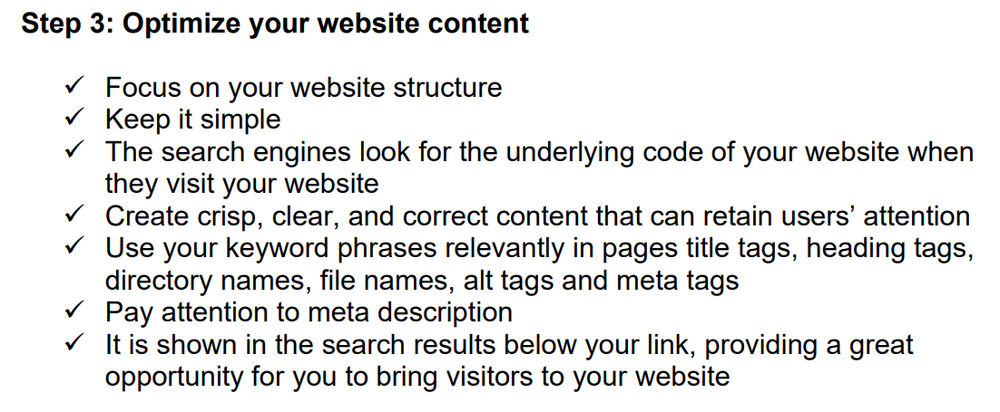 Step 3: Optimize your website content
✓ Focus on your website structure
✓ Keep it simple
✓ The search engines look for the underlying code of your website when
they visit your website
✓ Create crisp, clear, and correct content that can retain users’ attention
✓ Use your keyword phrases relevantly in pages title tags, heading tags,
directory names, file names, alt tags and meta tags
✓ Pay attention to meta description
✓ It is shown in the search results below your link, providing a great
opportunity for you to bring visitors to your website